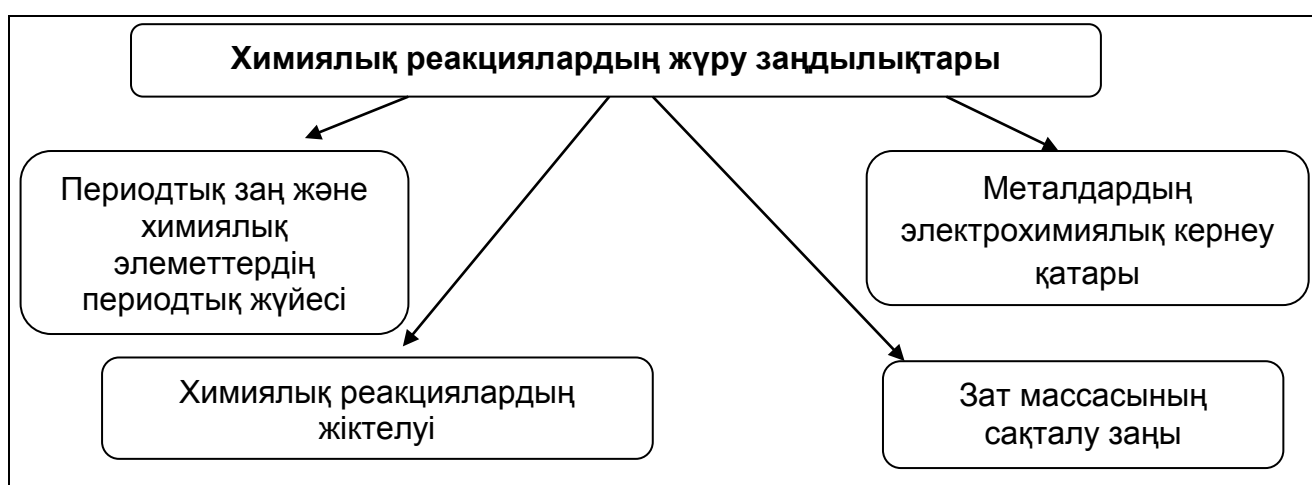 Химиялық реакциялардың жүру заңдылықтары
Периодтық заң және
химиялық
элеметтердің
периодтық жүйесі
Металдардың
электрохимиялық кернеу
қатары
Химиялық реакциялардың
жіктелуі
Зат массасының
сақталу заңы